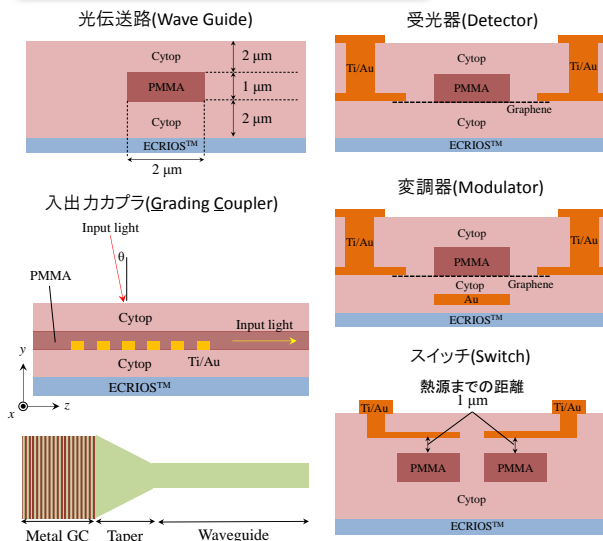 光伝送路(Wave Guide)
Cytop
2 μm
PMMA
1 μm
Cytop
2 μm
ECRIOS™
2 μm
入出力カプラ(Grading Coupler)
Input light
θ
PMMA
Cytop
Input light
y
Cytop
Ti/Au
ECRIOS™
x
z
Metal GC
Taper
Waveguide
受光器(Detector)
Ti/Au
Cytop
Ti/Au
PMMA
Graphene
Cytop
ECRIOS™
変調器(Modulator)
Ti/Au
Cytop
Ti/Au
PMMA
Graphene
Cytop
Au
ECRIOS™
スイッチ(Switch)
熱源までの距離
Ti/Au
1 μm
Ti/Au
PMMA
PMMA
Cytop
ECRIOS™